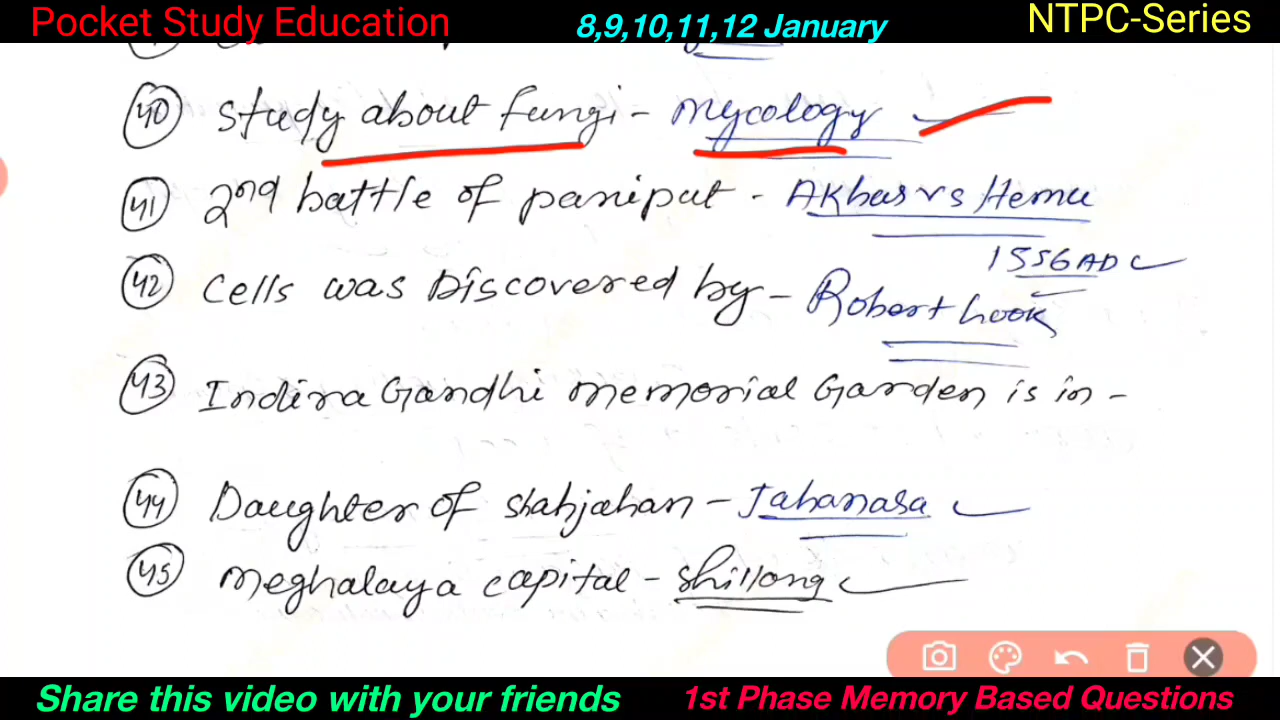 Pocket Study Education
8,9,10,11,12 January
NTPC-Series
40 Study about fungi - Mycology
41 2nd battle of panipat - Akbar vs Hemu
1556 AD
42 Cells was Discovered by - Robert hook
43 Indira Gandhi memorial Garden is in -
44 Daughter of Shahjahan - Jahanara
45 Meghalaya capital - Shillong
Share this video with your friends
1st Phase Memory Based Questions